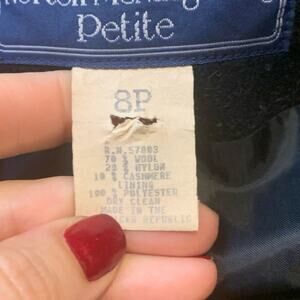 Petite
8P
R.N.57803
70 % WOOL
20 % NYLON
10 % CASHMERE
LINING
100 % POLYESTER
DRY CLEAN
MADE IN THE
REPUBLIC